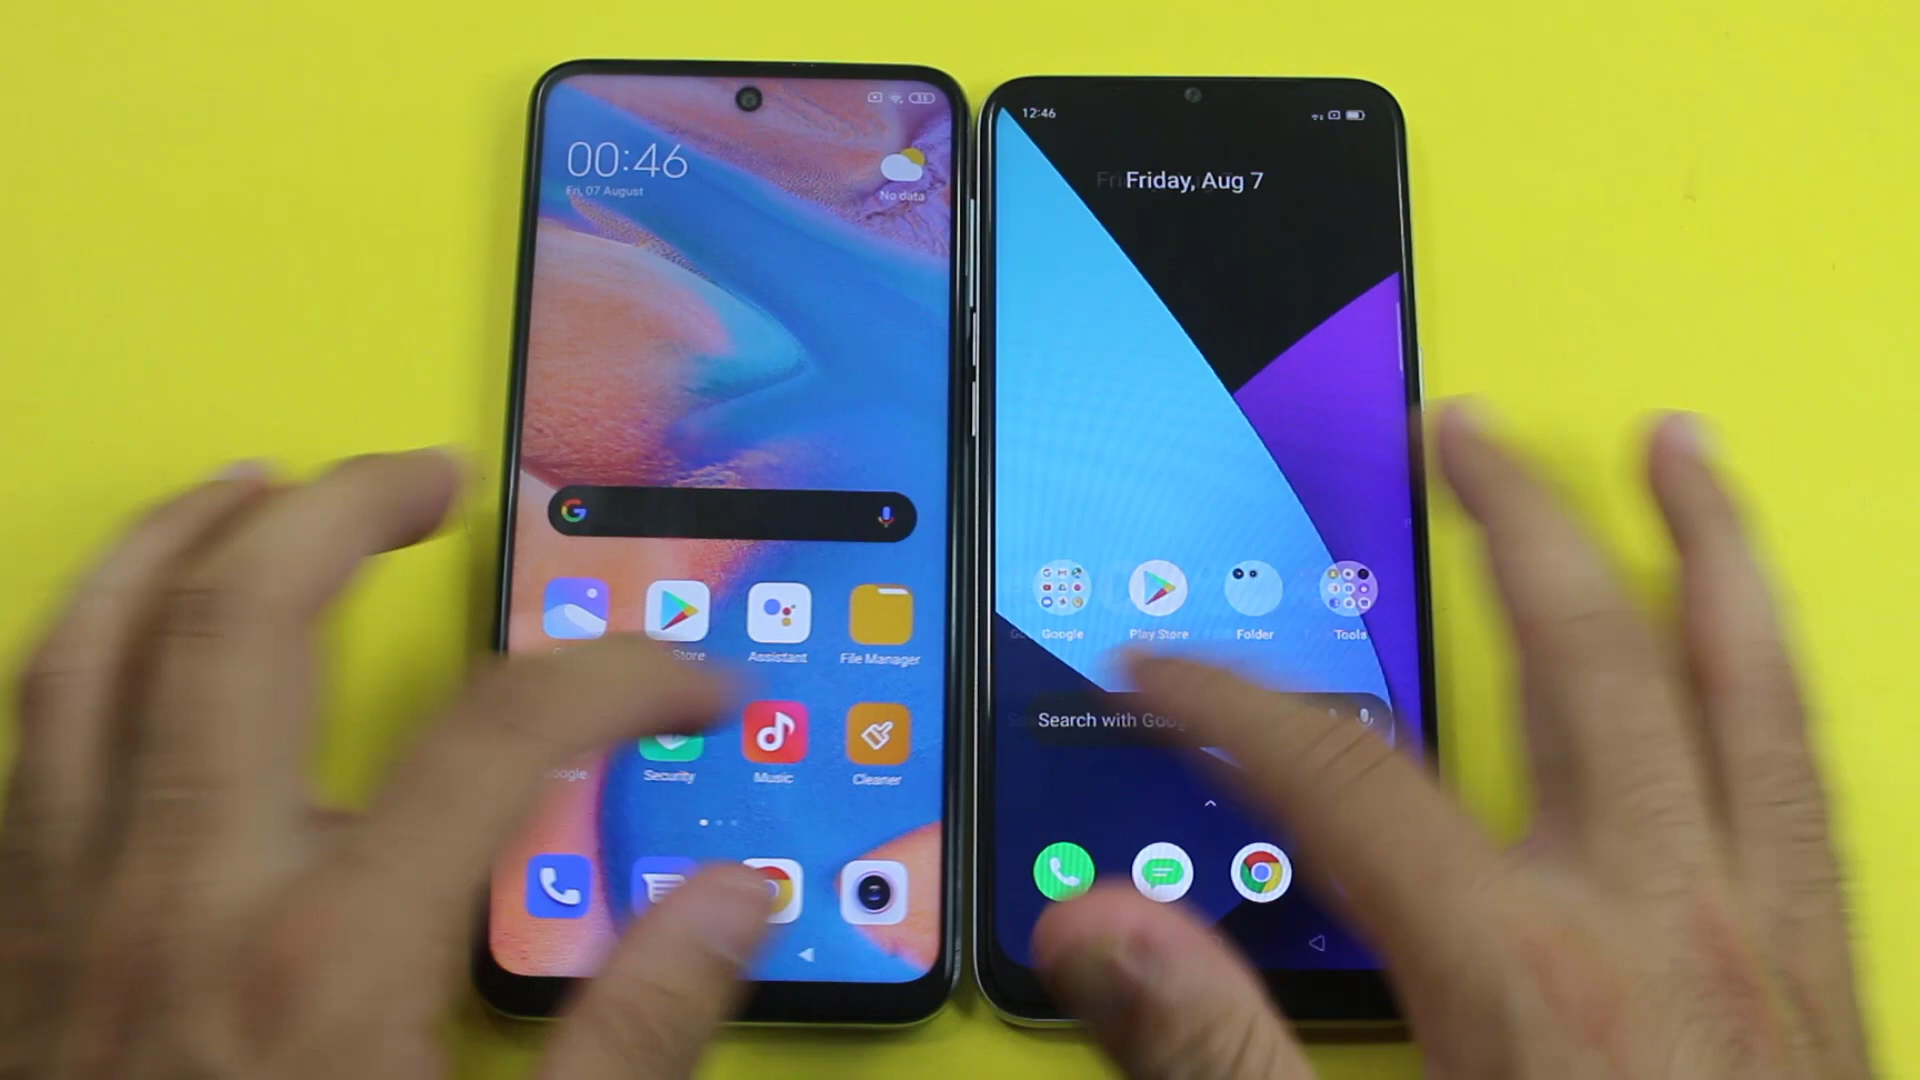 00:46
Fri, 07 August
No data
Store
Assistant
File Manager
Security
Music
Cleaner
12:46
Friday, Aug 7
Google
Play Store
Folder
Tools
Search with Goog